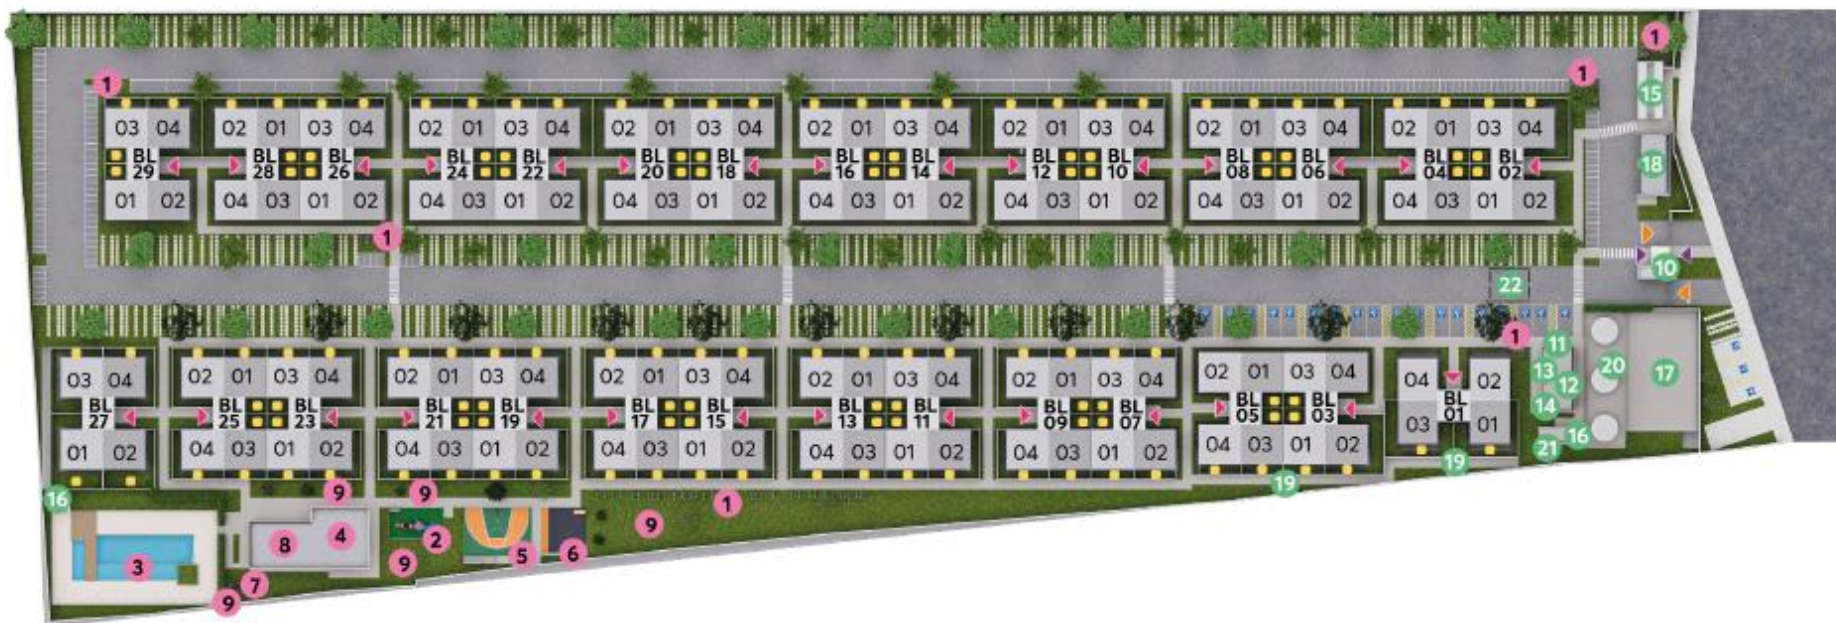 1
1
1
15
03 04 02 01 03 04 02 01 03 04 02 01 03 04 02 01 03 04 02 01 03 04 02 01 03 04 02 01 03 04
BL 29 BL 28 BL 26 BL 24 BL 22 BL 20 BL 18 BL 16 BL 14 BL 12 BL 10 BL 08 BL 06 BL 04 BL 02 18
01 02 04 03 01 02 04 03 01 02 04 03 01 02 04 03 01 02 04 03 01 02 04 03 01 02 04 03 01 02
1
10
22
1 11
03 04 02 01 03 04 02 01 03 04 02 01 03 04 02 01 03 04 02 01 03 04 02 01 03 04 04 02 13 12 20 17
BL 27 BL 25 BL 23 BL 21 BL 19 BL 17 BL 15 BL 13 BL 11 BL 09 BL 07 BL 05 BL 03 BL 01 14
01 02 04 03 01 02 04 03 01 02 04 03 01 02 04 03 01 02 04 03 01 02 04 03 01 02 03 01 21 16
19 19
16 9 9 1
8 4 2 5 6 9
3 7 9
9